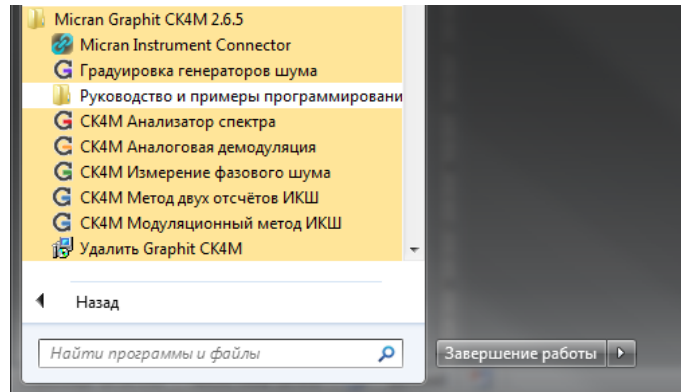 Micran Graphit СК4М 2.6.5
Micran Instrument Connector
Градуировка генераторов шума
Руководство и примеры программировани
СК4М Анализатор спектра
СК4М Аналоговая демодуляция
СК4М Измерение фазового шума
СК4М Метод двух отсчётов ИКШ
СК4М Модуляционный метод ИКШ
Удалить Graphit СК4М
Назад
Найти программы и файлы
Завершение работы